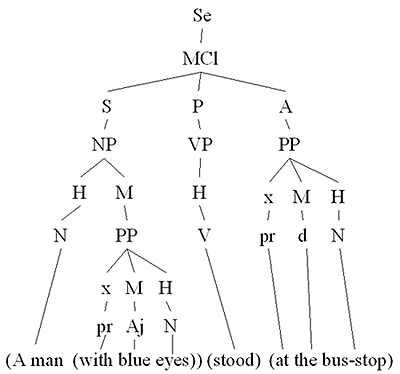 Se
MCl
S P A
NP VP PP
H M H x M H
N PP V pr d N
x M H
pr Aj N
(A man (with blue eyes)) (stood) (at the bus-stop)